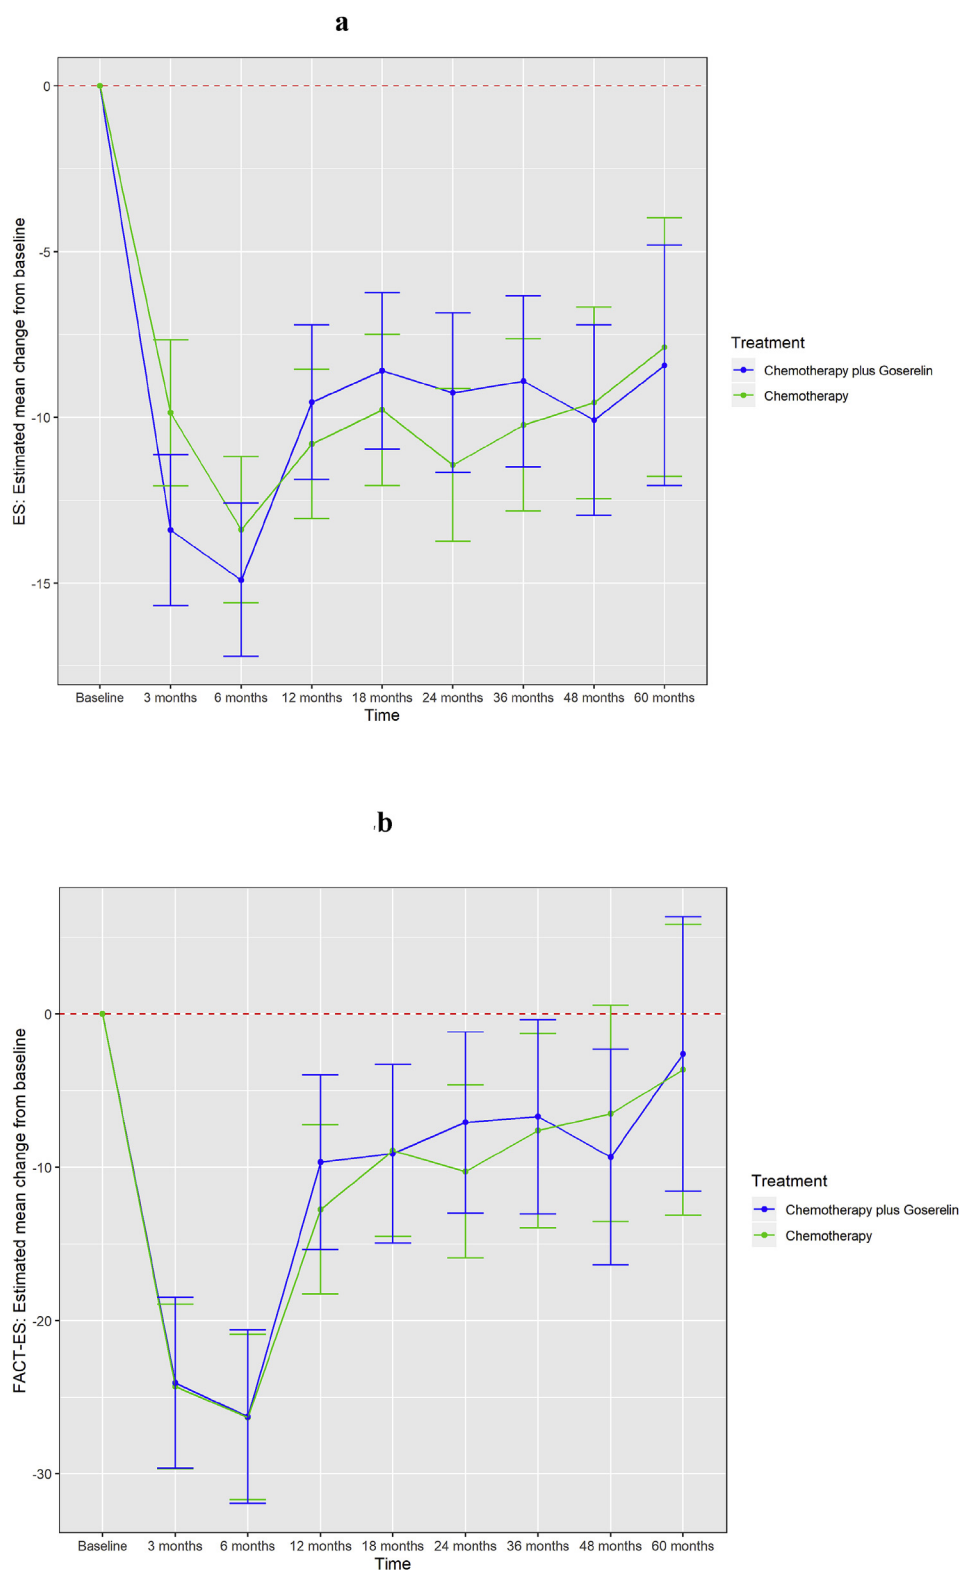 a
ES: Estimated mean change from baseline
0
-5
-10
-15
Baseline 3 months 6 months 12 months 18 months 24 months 36 months 48 months 60 months
Time
Treatment
Chemotherapy plus Goserelin
Chemotherapy
,b
FACT-ES: Estimated mean change from baseline
0
-10
-20
-30
Baseline 3 months 6 months 12 months 18 months 24 months 36 months 48 months 60 months
Time
Treatment
Chemotherapy plus Goserelin
Chemotherapy